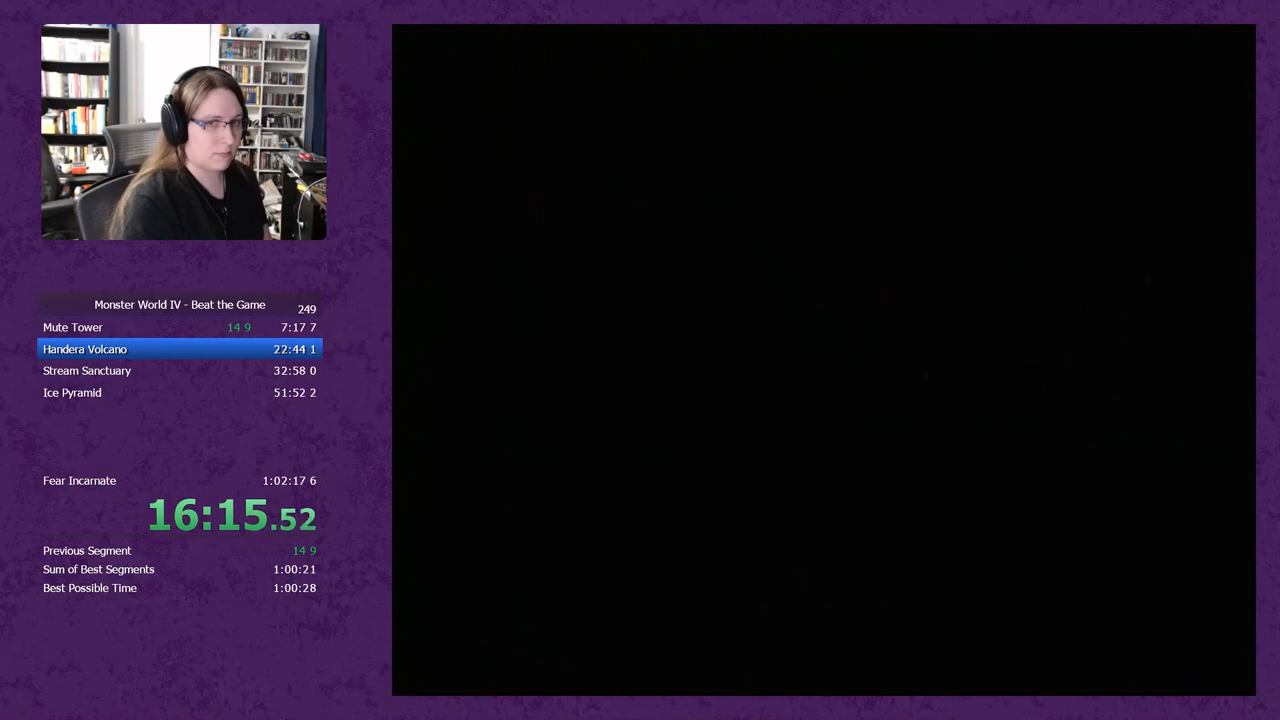 Monster World IV - Beat the Game
249
Mute Tower 14 9 7:17 7
Handera Volcano 22:44 1
Stream Sanctuary 32:58 0
Ice Pyramid 51:52 2
Fear Incarnate 1:02:17 6
16:15.52
Previous Segment 14 9
Sum of Best Segments 1:00:21
Best Possible Time 1:00:28